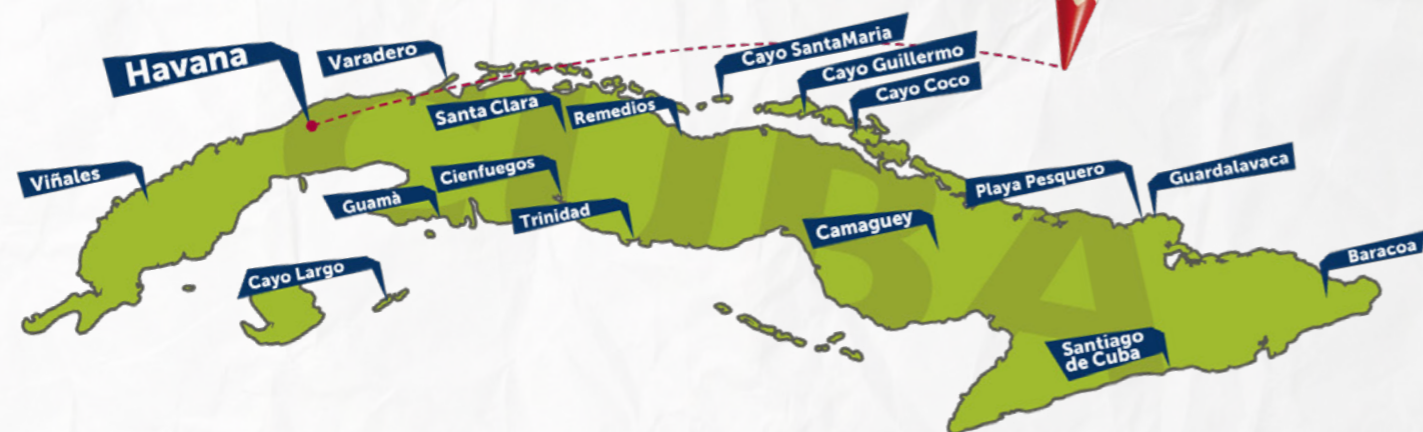 Havana
Varadero
Cayo SantaMaria
Cayo Guillermo
Cayo Coco
Santa Clara
Remedios
Viñales
Cienfuegos
Guamà
Trinidad
Playa Pesquero
Guardalavaca
Camaguey
Baracoa
Cayo Largo
Santiago
de Cuba
CUBA